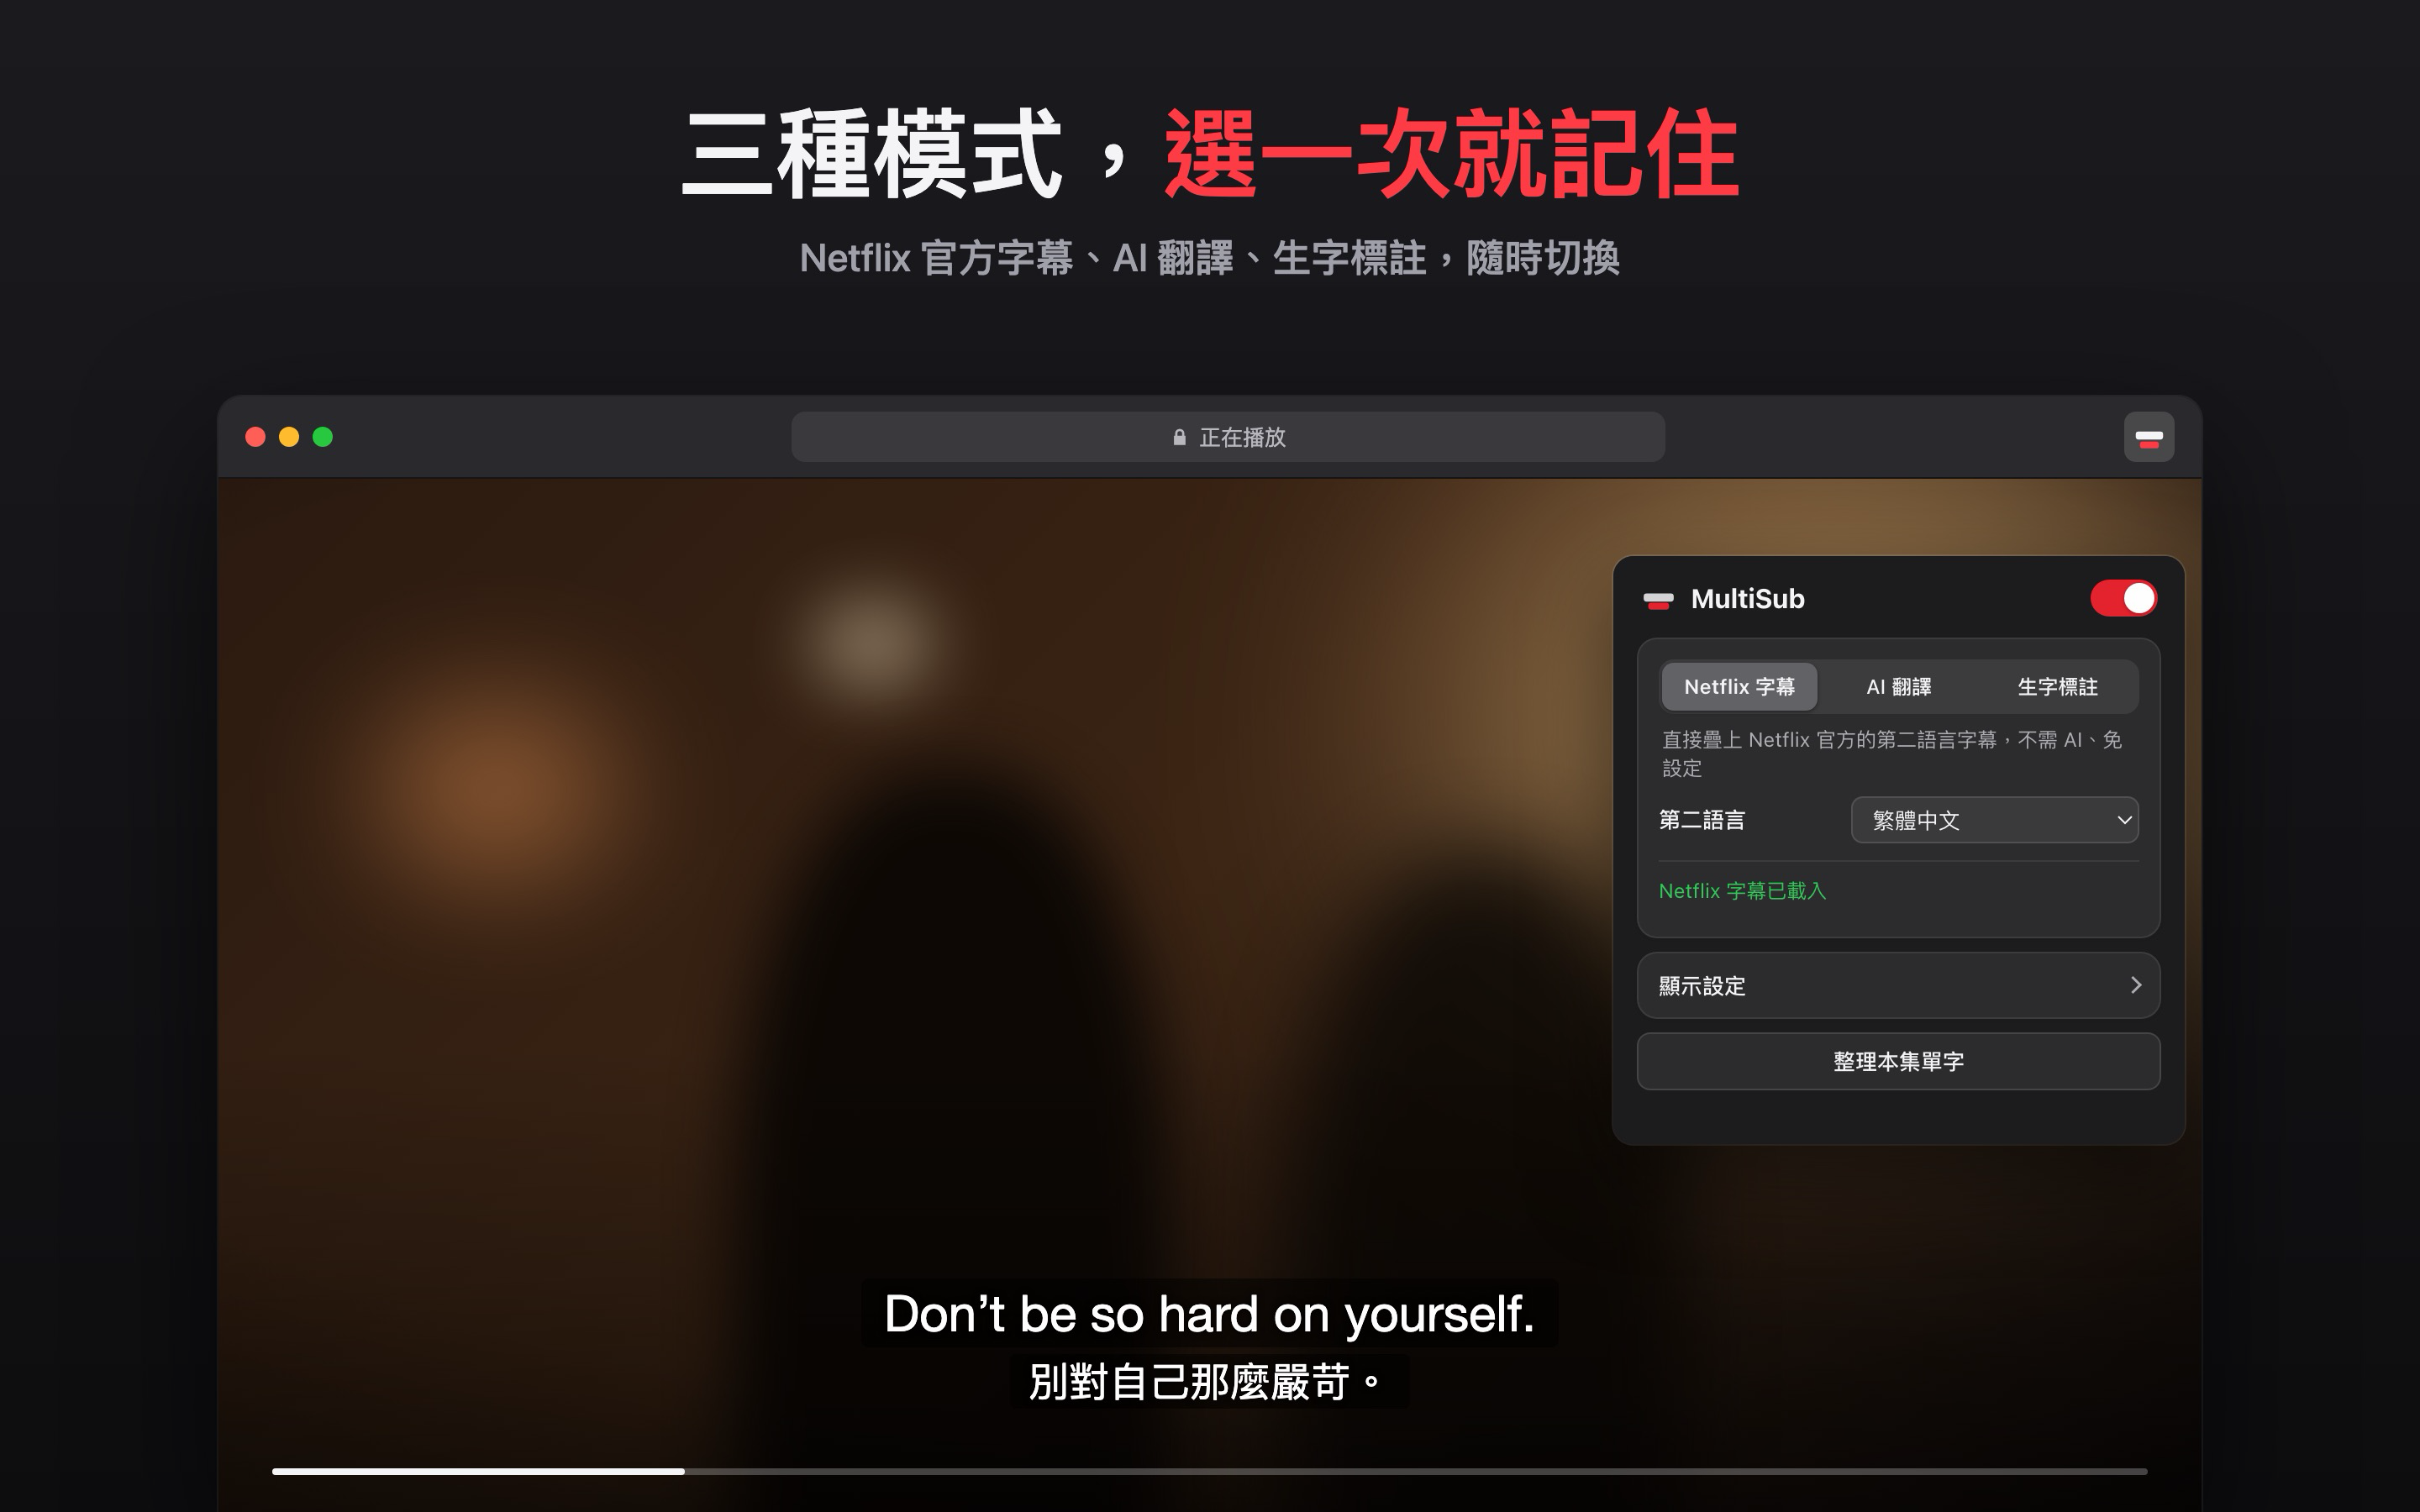 三種模式，選一次就記住
Netflix 官方字幕、AI 翻譯、生字標註，隨時切換
正在播放
MultiSub
Netflix 字幕
AI 翻譯
生字標註
直接疊上 Netflix 官方的第二語言字幕，不需 AI、免
設定
第二語言
繁體中文
Netflix 字幕已載入
顯示設定
整理本集單字
Don’t be so hard on yourself.
別對自己那麼嚴苛。